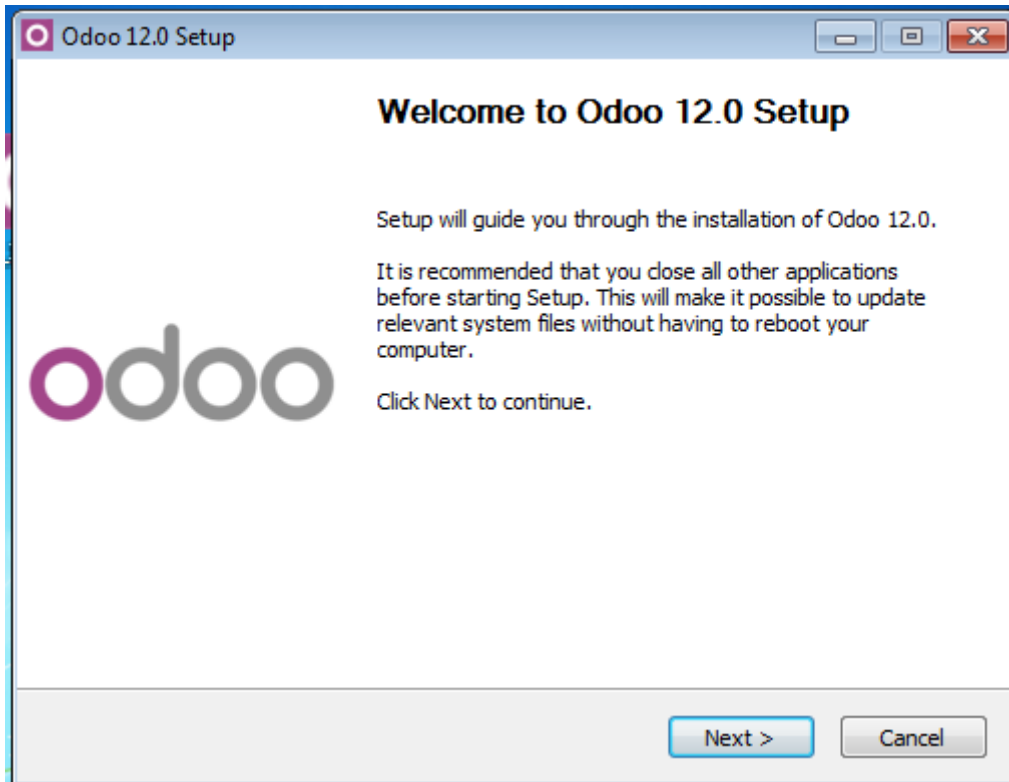 Odoo 12.0 Setup
Welcome to Odoo 12.0 Setup
Setup will guide you through the installation of Odoo 12.0.
It is recommended that you close all other applications
before starting Setup. This will make it possible to update
relevant system files without having to reboot your
computer.
odoo
Click Next to continue.
Next >
Cancel